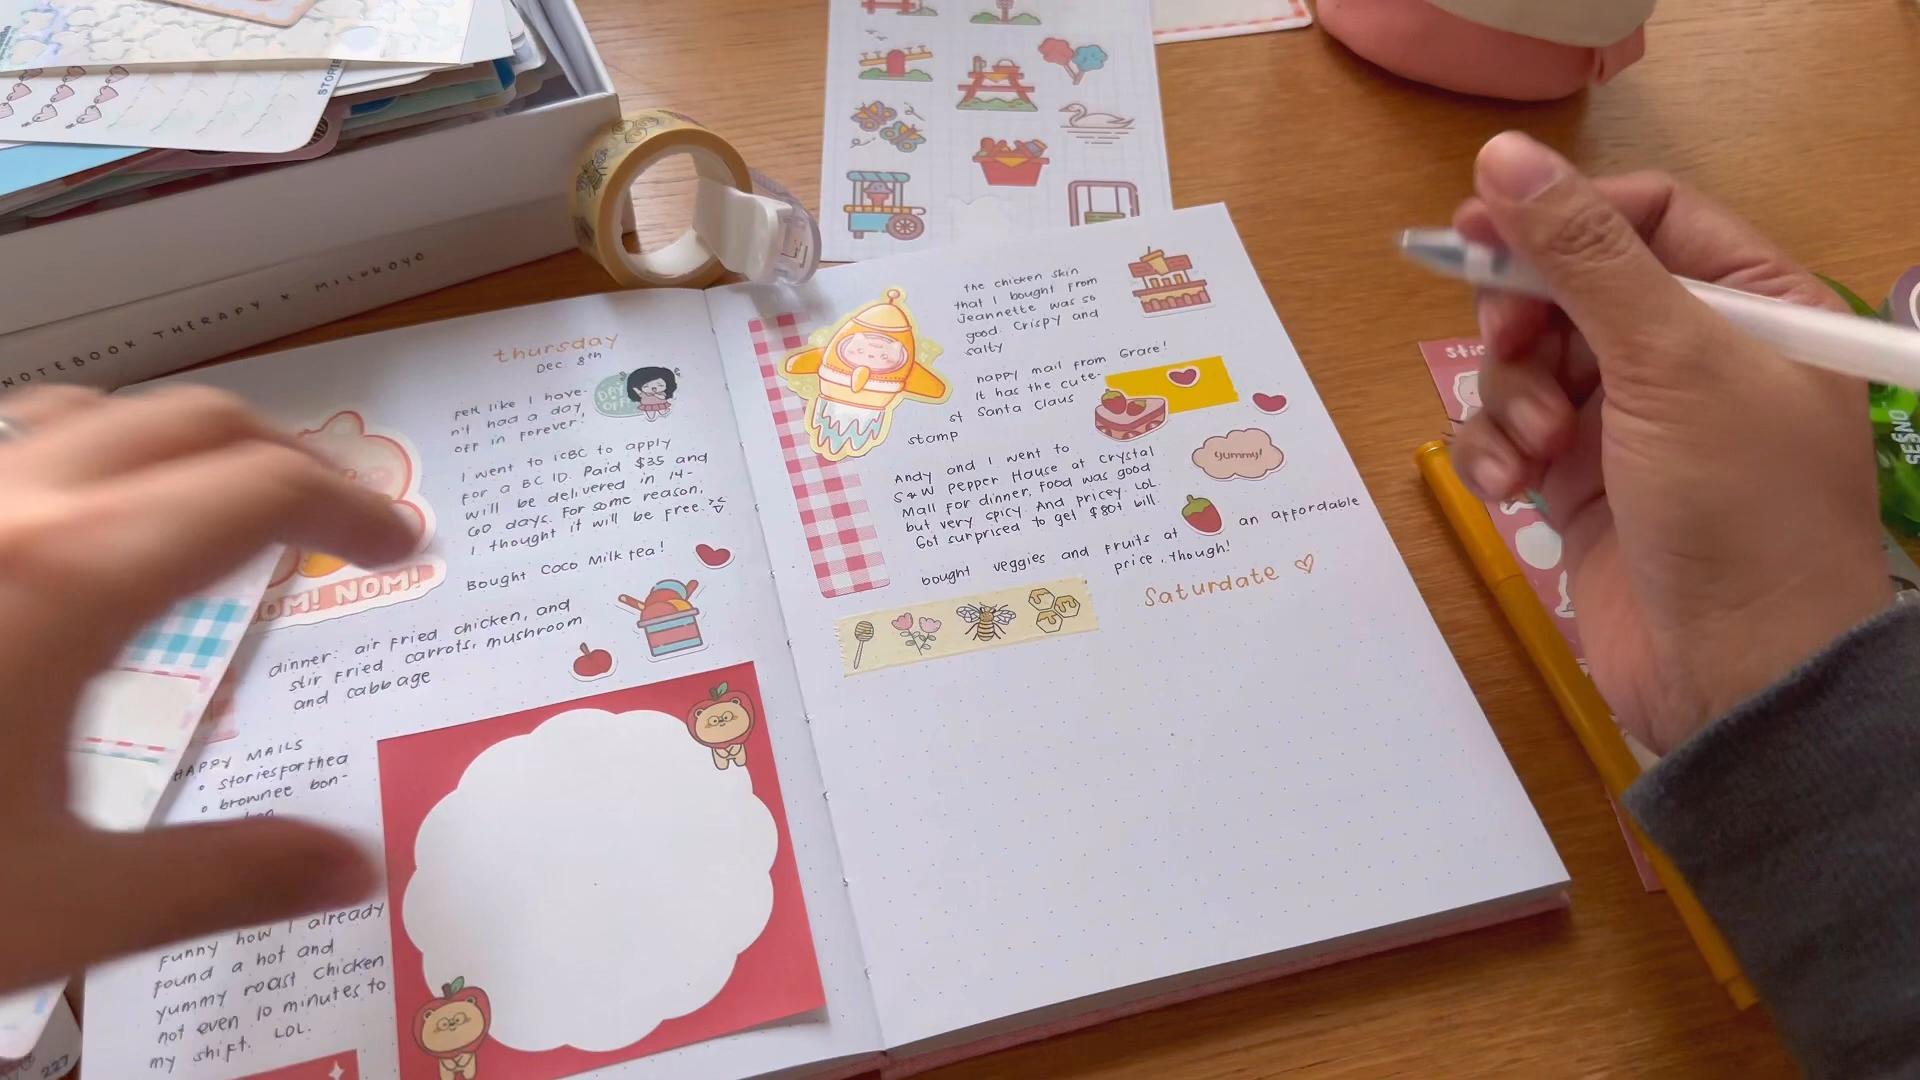 STORIE
NOTEBOOK THERAPY x MILKKOYO
thursday
Dec 8th
DAY OFF
Felt like I have-
n't had a day
off in forever!
I went to ICBC to apply
for a BC ID. Paid $35 and
will be delivered in 14-
60 days. For some reason,
I thought it will be free. >.<
Bought Coco Milk tea!
NOM! NOM!
dinner: air fried chicken, and
stir fried carrots, mushroom
and cabbage
HAPPY MAILS
• storiesforthea
• brownee bon-
bon
Funny how I already
found a hot and
yummy roast chicken
not even 10 minutes to
my shift. LOL.
227
the chicken skin
that I bought from
Jeannette was so
good. Crispy and
salty
happy mail from Grace!
it has the cute-
st Santa Claus
stamp
yummy!
Andy and I went to
S&W Pepper House at Crystal
Mall for dinner, food was good
but very spicy. And pricey. LOL.
Got surprised to get $80+ bill.
bought veggies and fruits at an affordable
price, though!
Saturdate ♡
stic